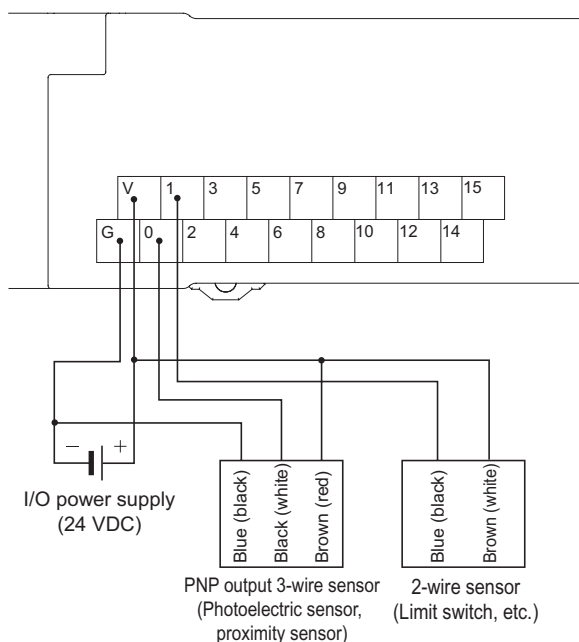 V 1 3 5 7 9 11 13 15
G 0 2 4 6 8 10 12 14
− +
I/O power supply
(24 VDC)
Blue (black)
Black (white)
Brown (red)
Blue (black)
Brown (white)
PNP output 3-wire sensor
(Photoelectric sensor,
proximity sensor)
2-wire sensor
(Limit switch, etc.)